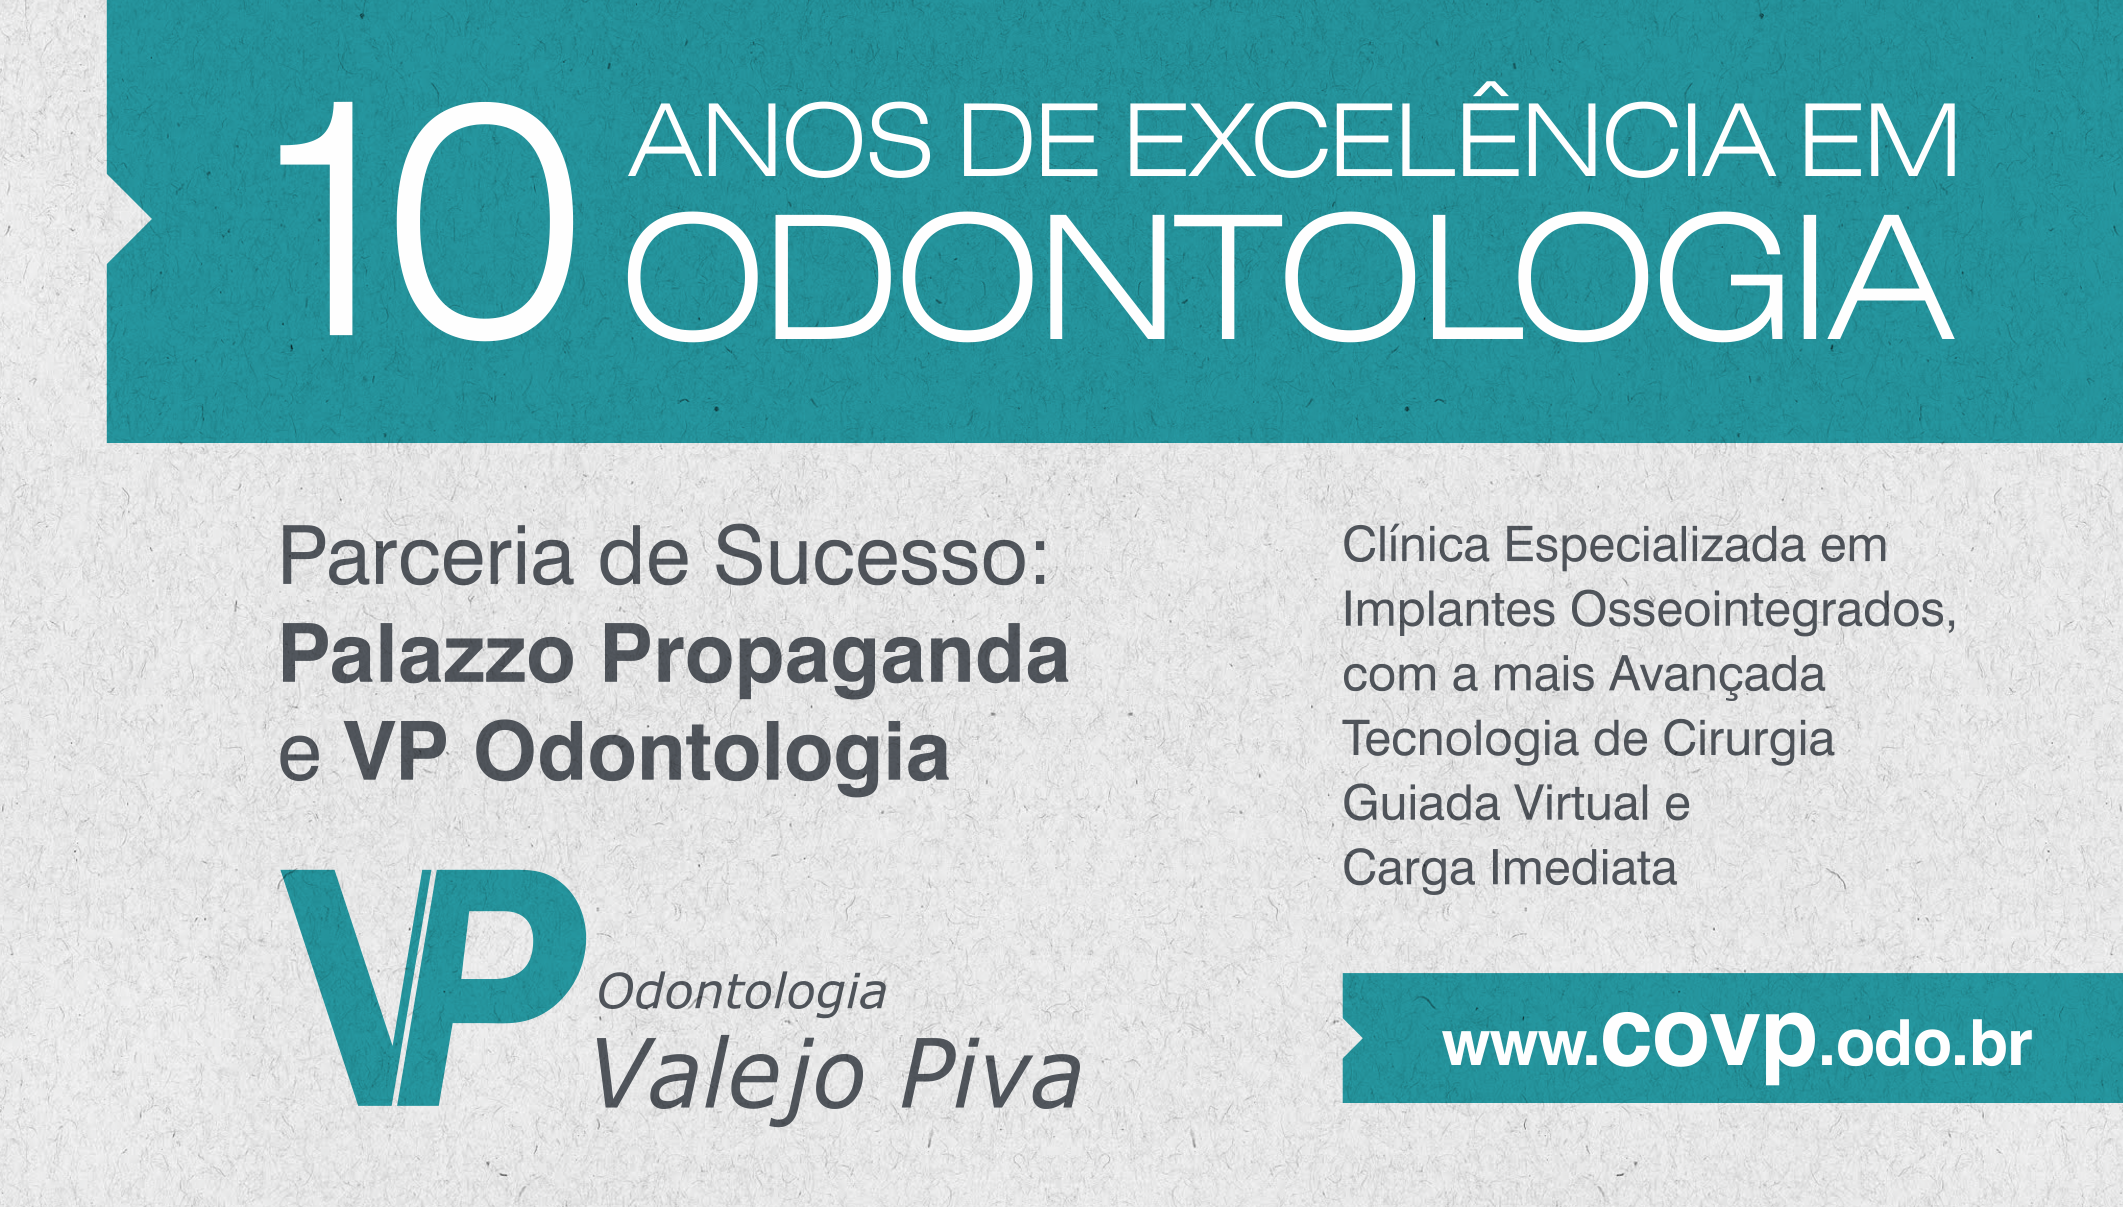 10 ANOS DE EXCELÊNCIA EM
ODONTOLOGIA
Parceria de Sucesso:
Palazzo Propaganda
e VP Odontologia
VP Odontologia
Valejo Piva
Clínica Especializada em
Implantes Osseointegrados,
com a mais Avançada
Tecnologia de Cirurgia
Guiada Virtual e
Carga Imediata
www.covp.odo.br